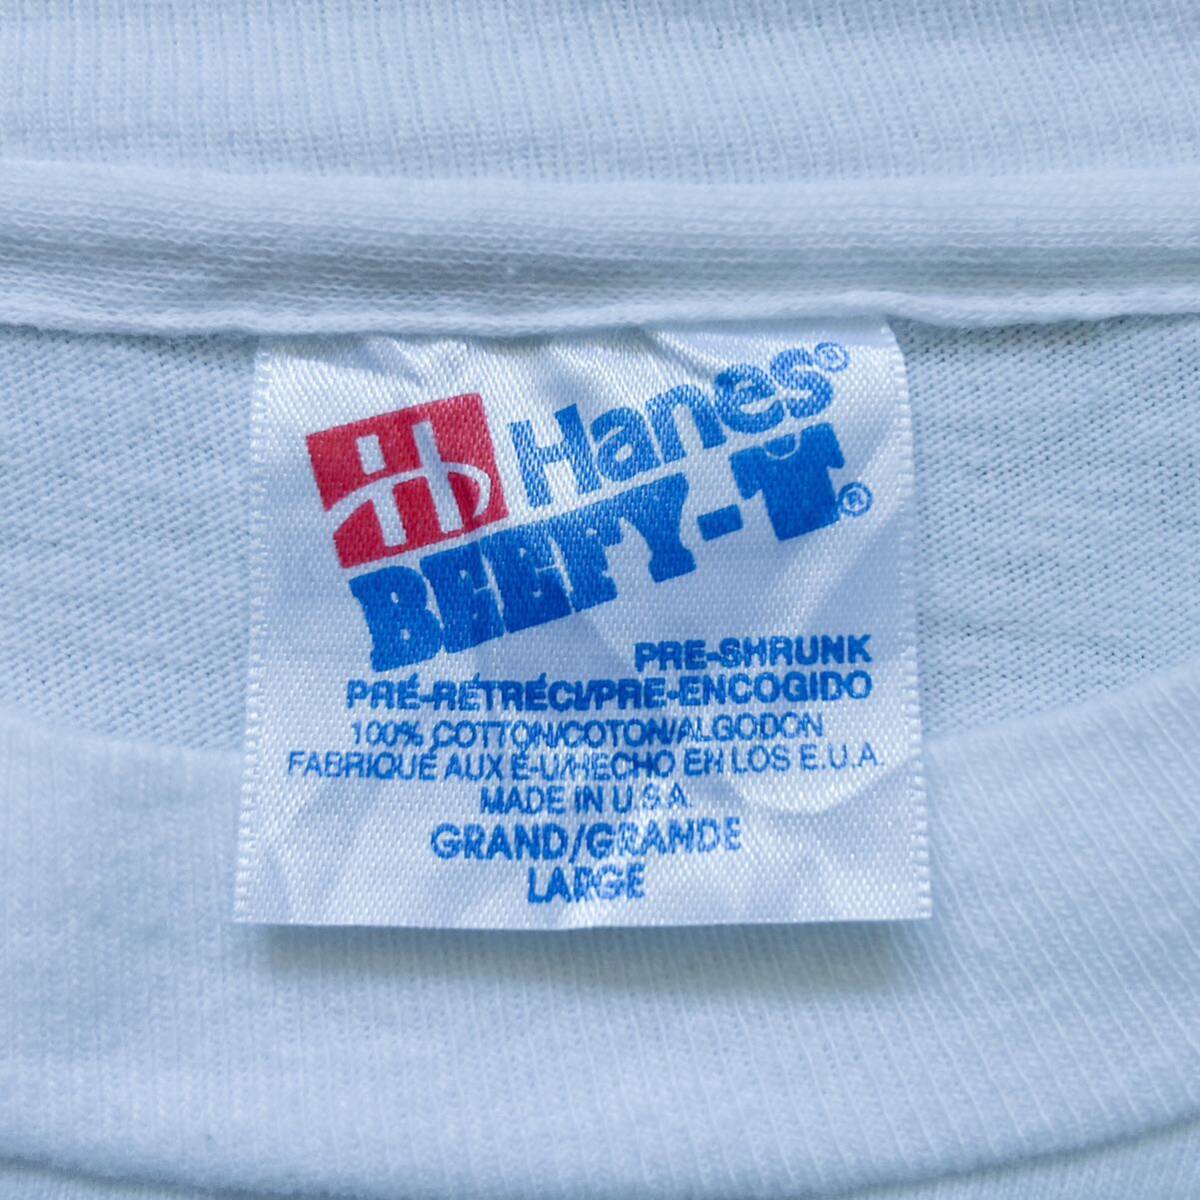 Hanes®
BEEFY-T®
PRE-SHRUNK
PRÉ-RÉTRÉCI/PRE-ENCOGIDO
100% COTTON/COTON/ALGODON
FABRIQUÉ AUX É-U/HECHO EN LOS E.U.A.
MADE IN U.S.A.
GRAND/GRANDE
LARGE